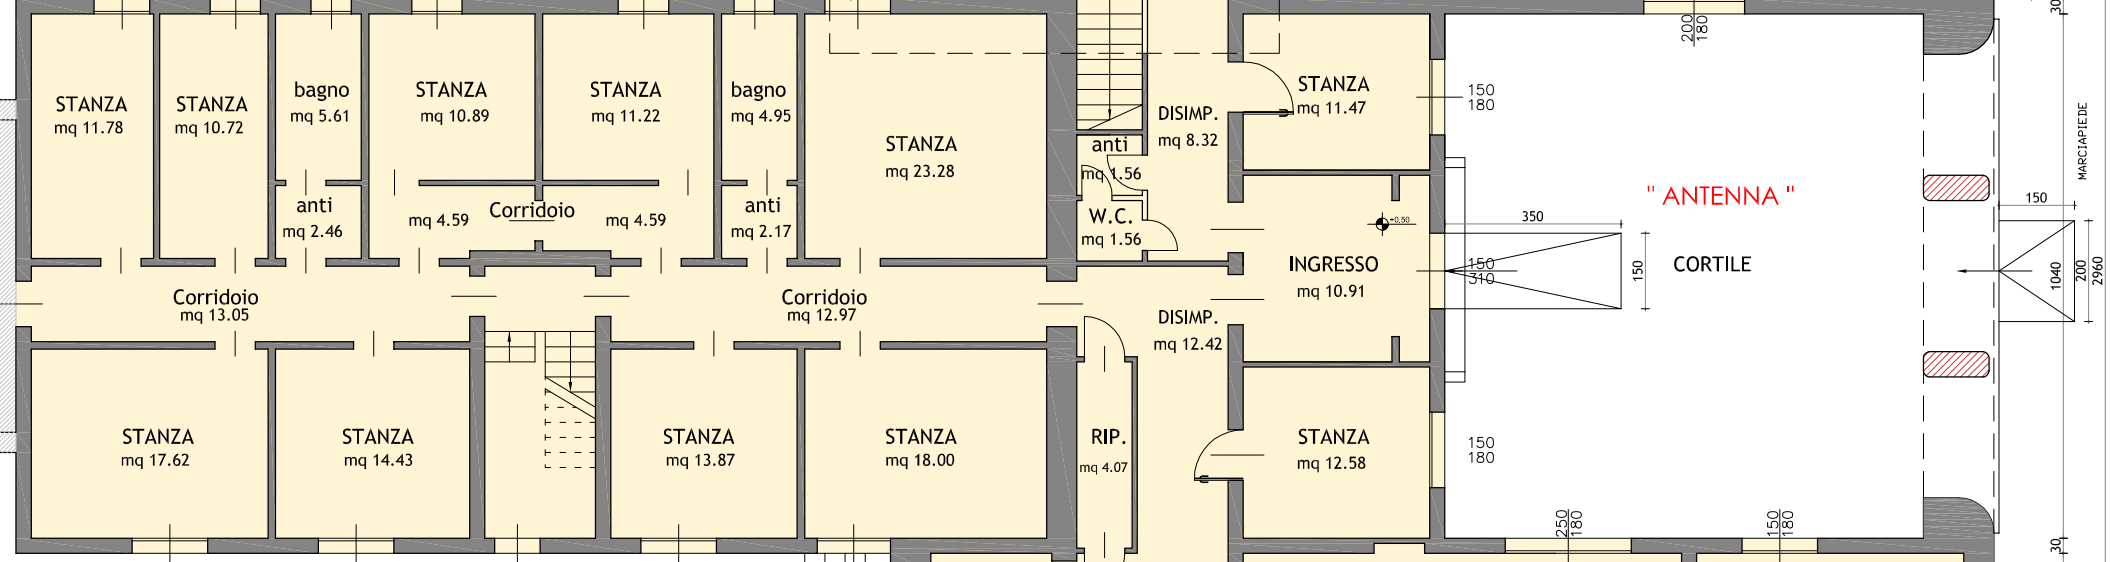 STANZA
mq 11.78
STANZA
mq 10.72
bagno
mq 5.61
STANZA
mq 10.89
STANZA
mq 11.22
bagno
mq 4.95
STANZA
mq 23.28
anti
mq 2.46
mq 4.59
Corridoio
mq 4.59
anti
mq 2.17
Corridoio
mq 13.05
Corridoio
mq 12.97
STANZA
mq 17.62
STANZA
mq 14.43
STANZA
mq 13.87
STANZA
mq 18.00
DISIMP.
mq 8.32
anti
mq 1.56
W.C.
mq 1.56
DISIMP.
mq 12.42
RIP.
mq 4.07
STANZA
mq 11.47
+0,50
INGRESSO
mq 10.91
STANZA
mq 12.58
150
180
150
310
150
180
200
180
350
150
" ANTENNA "
CORTILE
250
180
150
180
MARCIAPIEDE
150
1040
200
2960
30
30